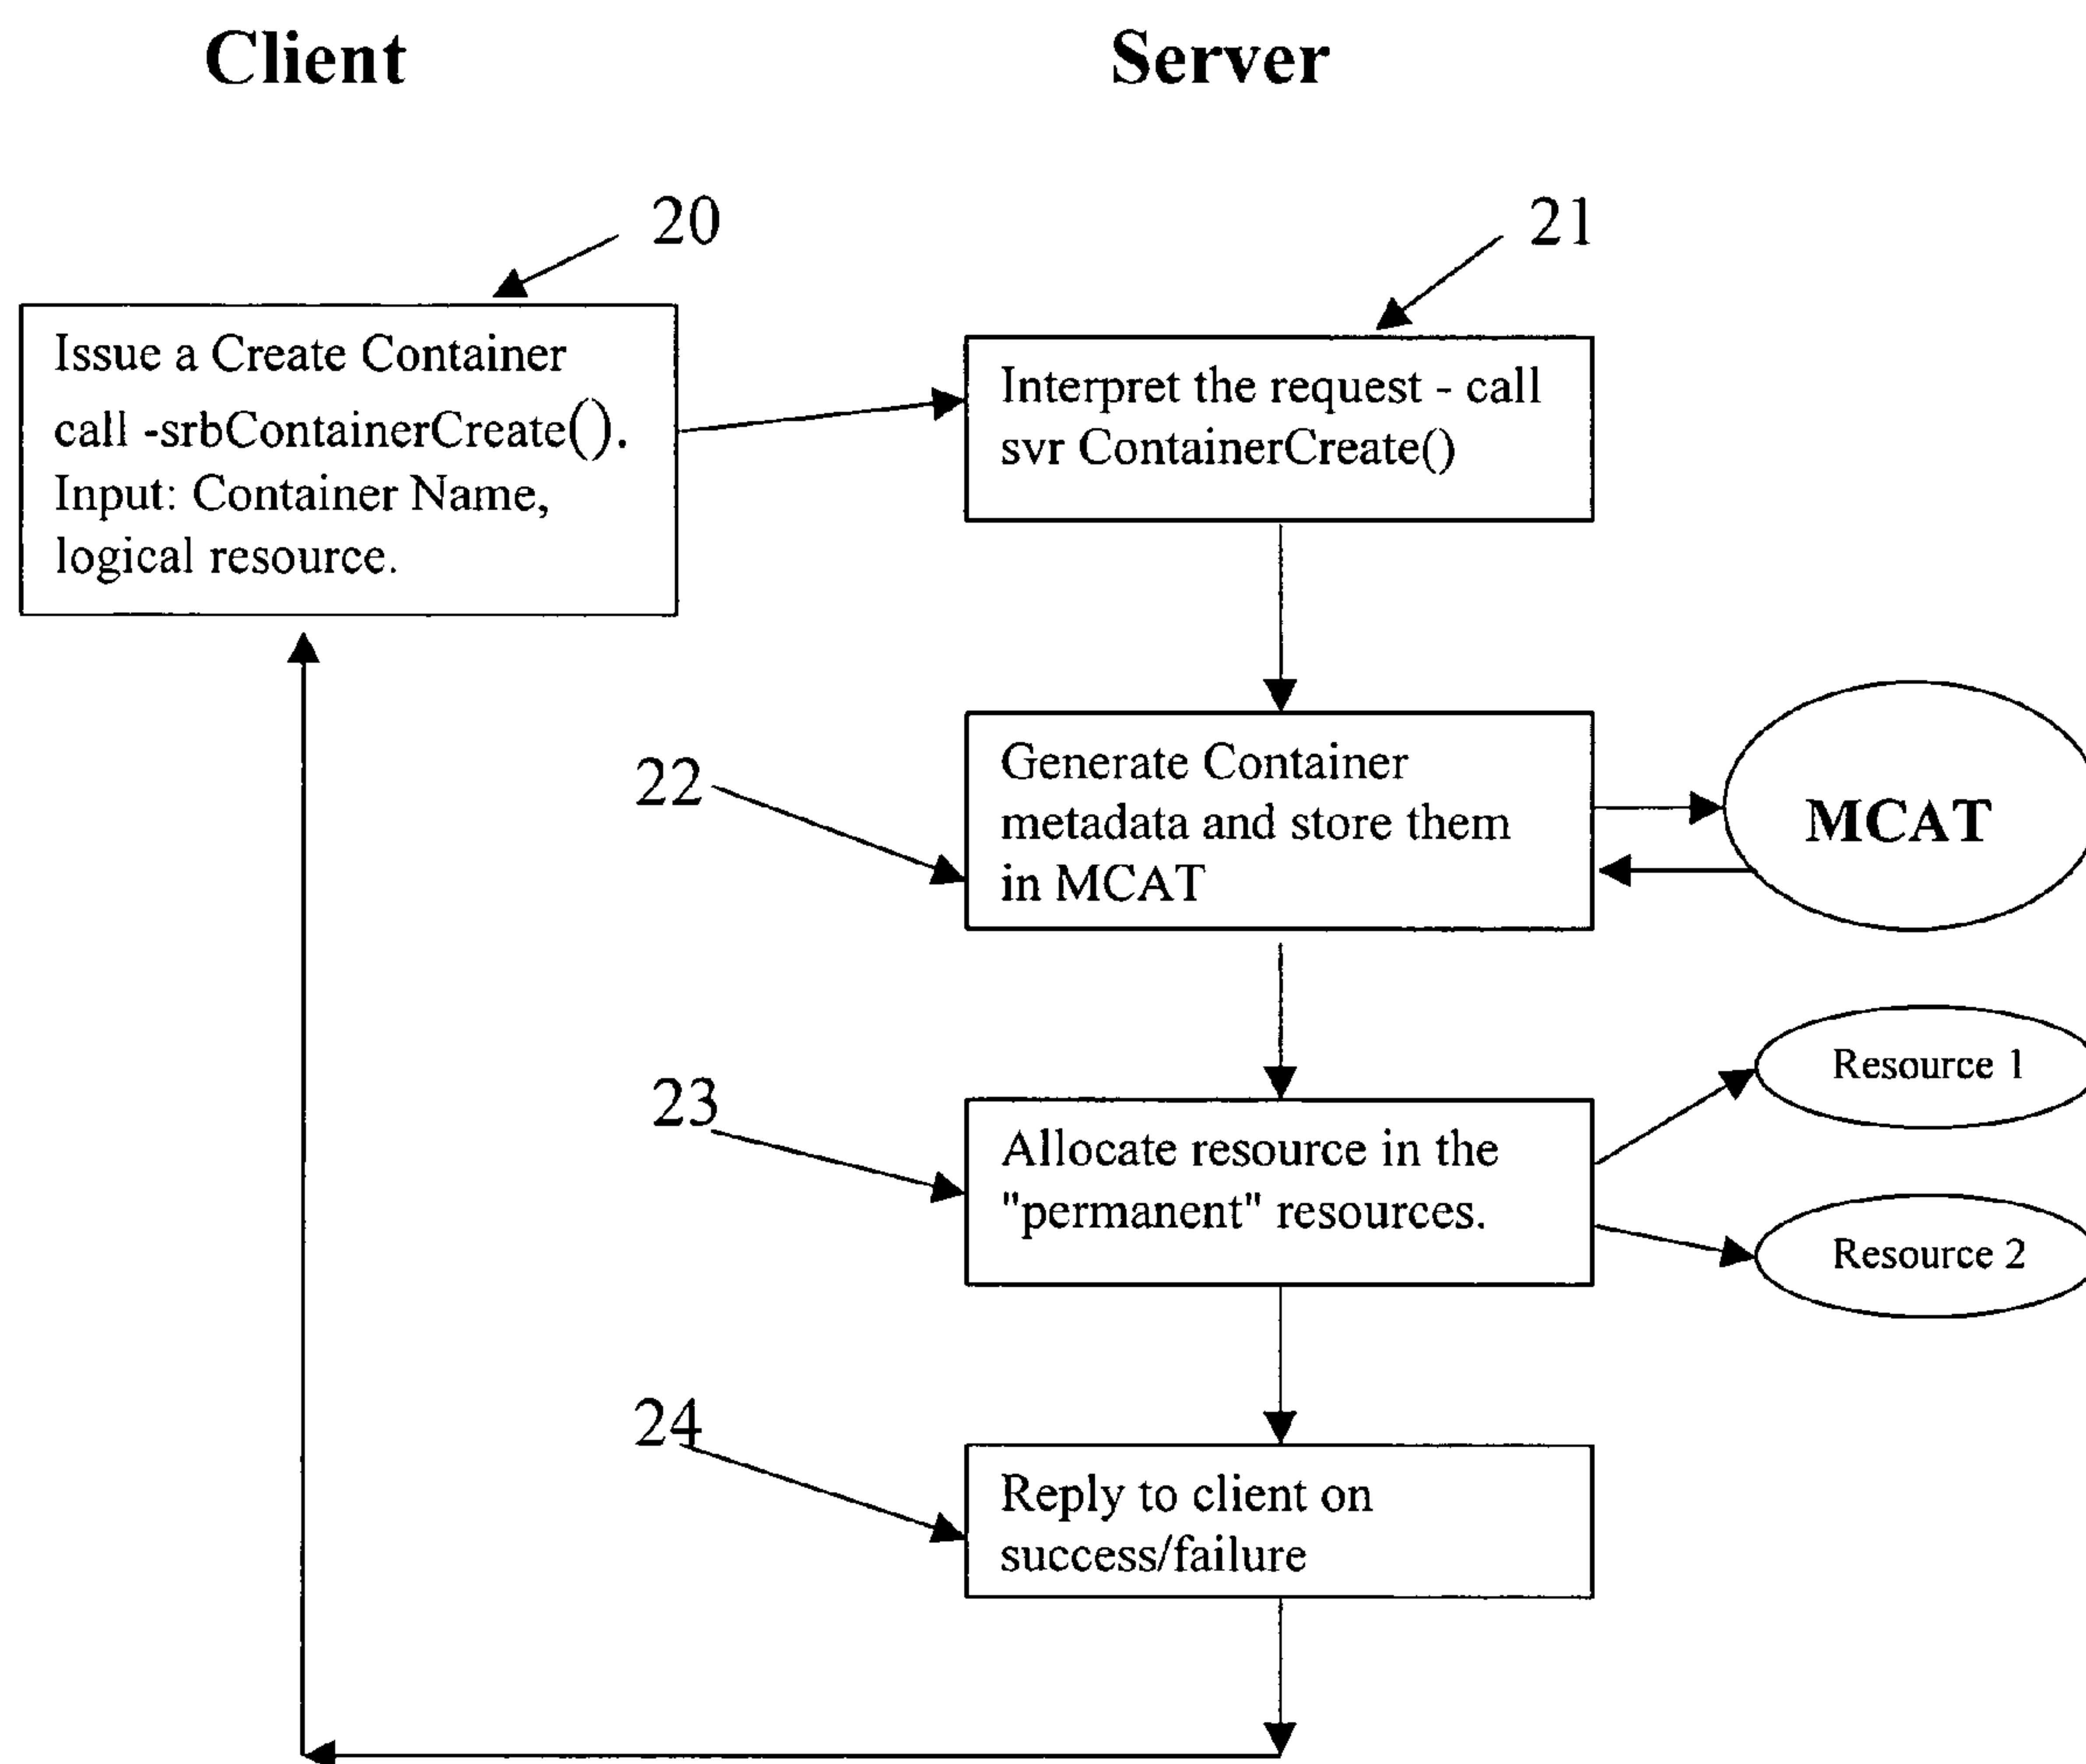 Client
Server
20
21
Issue a Create Container
call -srbContainerCreate().
Input: Container Name,
logical resource.
Interpret the request - call
svr ContainerCreate()
22
Generate Container
metadata and store them
in MCAT
MCAT
23
Allocate resource in the
"permanent" resources.
Resource 1
Resource 2
24
Reply to client on
success/failure